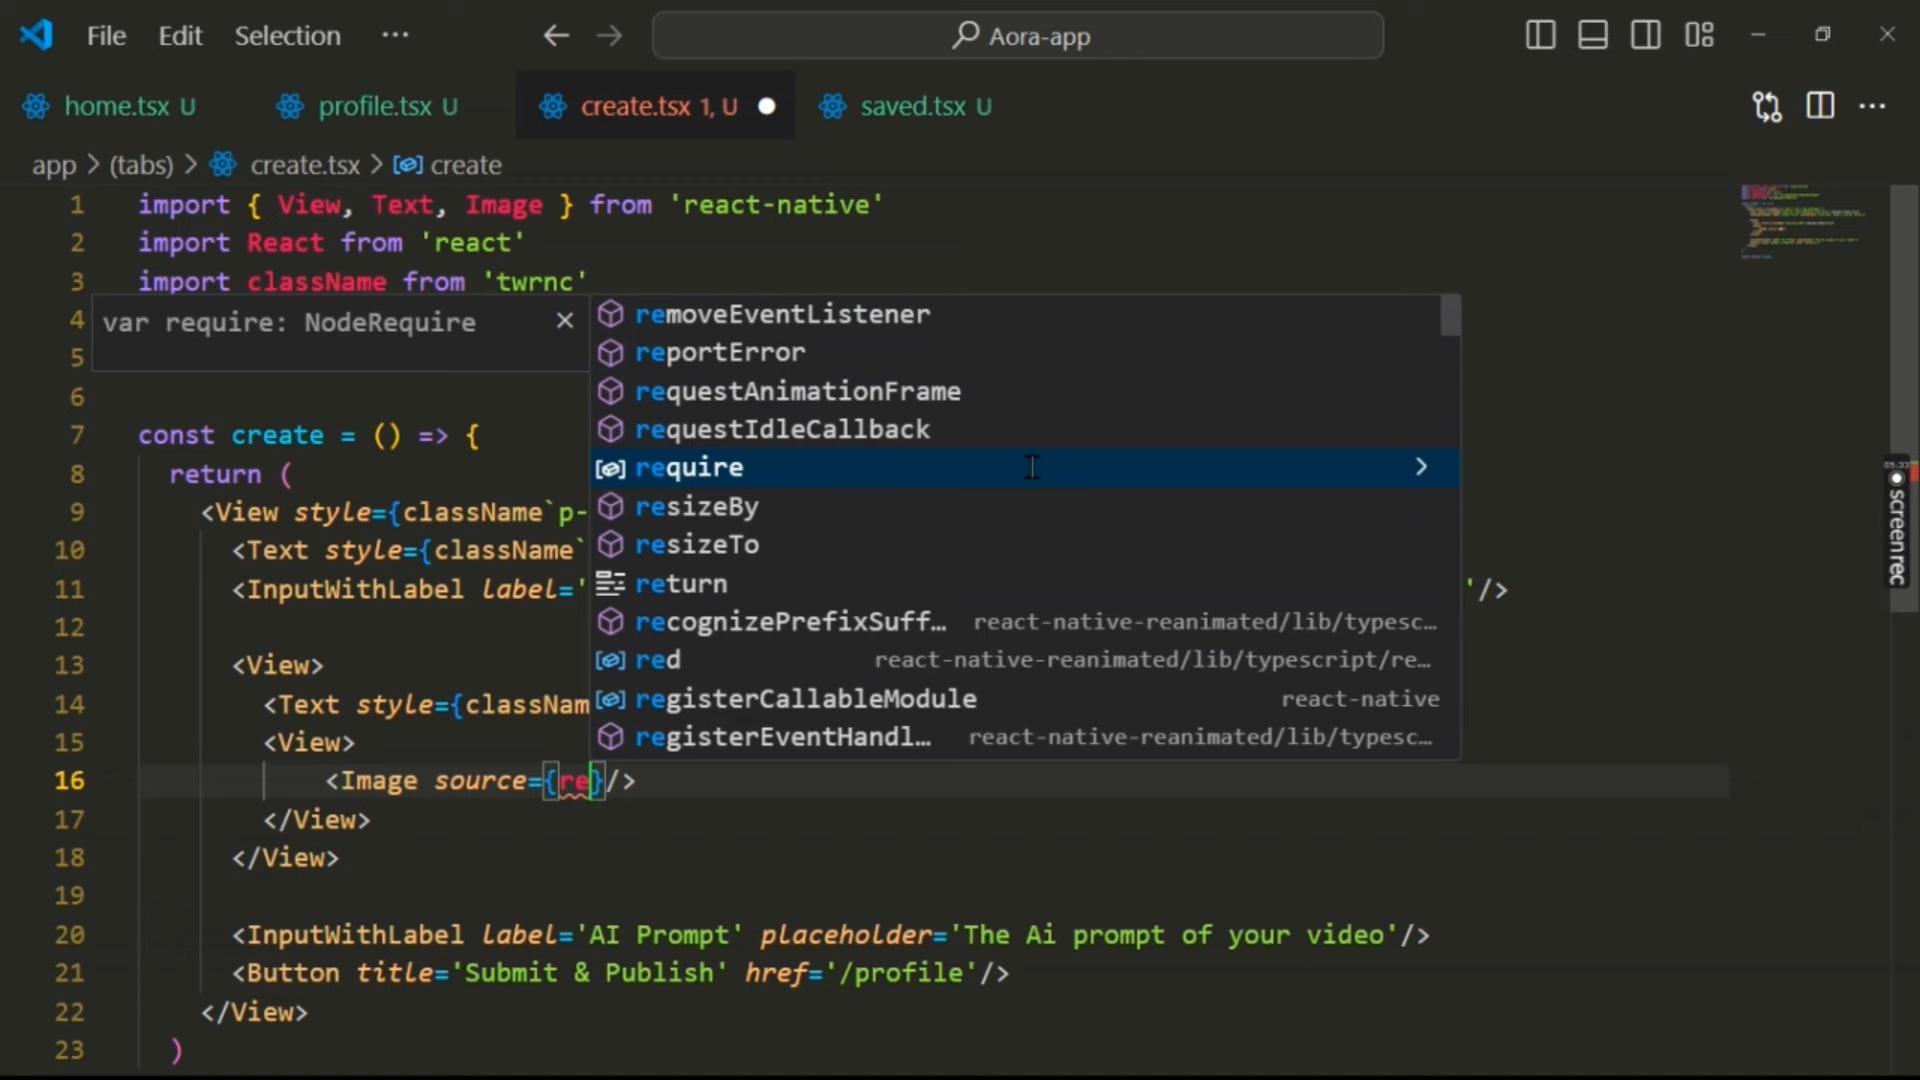 File Edit Selection ··· Aora-app
home.tsx U profile.tsx U create.tsx 1, U saved.tsx U
app > (tabs) > create.tsx > create
1 import { View, Text, Image } from 'react-native'
2 import React from 'react'
3 import className from 'twrnc'
4
5
var require: NodeRequire
removeEventListener
reportError
requestAnimationFrame
requestIdleCallback
require
resizeBy
resizeTo
return
recognizePrefixSuff… react-native-reanimated/lib/typesc…
red react-native-reanimated/lib/typescript/re…
registerCallableModule react-native
registerEventHandl… react-native-reanimated/lib/typesc…
6
7 const create = () => {
8 return (
9 <View style={className`p-
10 <Text style={className`
11 <InputWithLabel label=' '/>
12
13 <View>
14 <Text style={classNam
15 <View>
16 <Image source={re}/>
17 </View>
18 </View>
19
20 <InputWithLabel label='AI Prompt' placeholder='The Ai prompt of your video'/>
21 <Button title='Submit & Publish' href='/profile'/>
22 </View>
23 )
05:33
screenrec